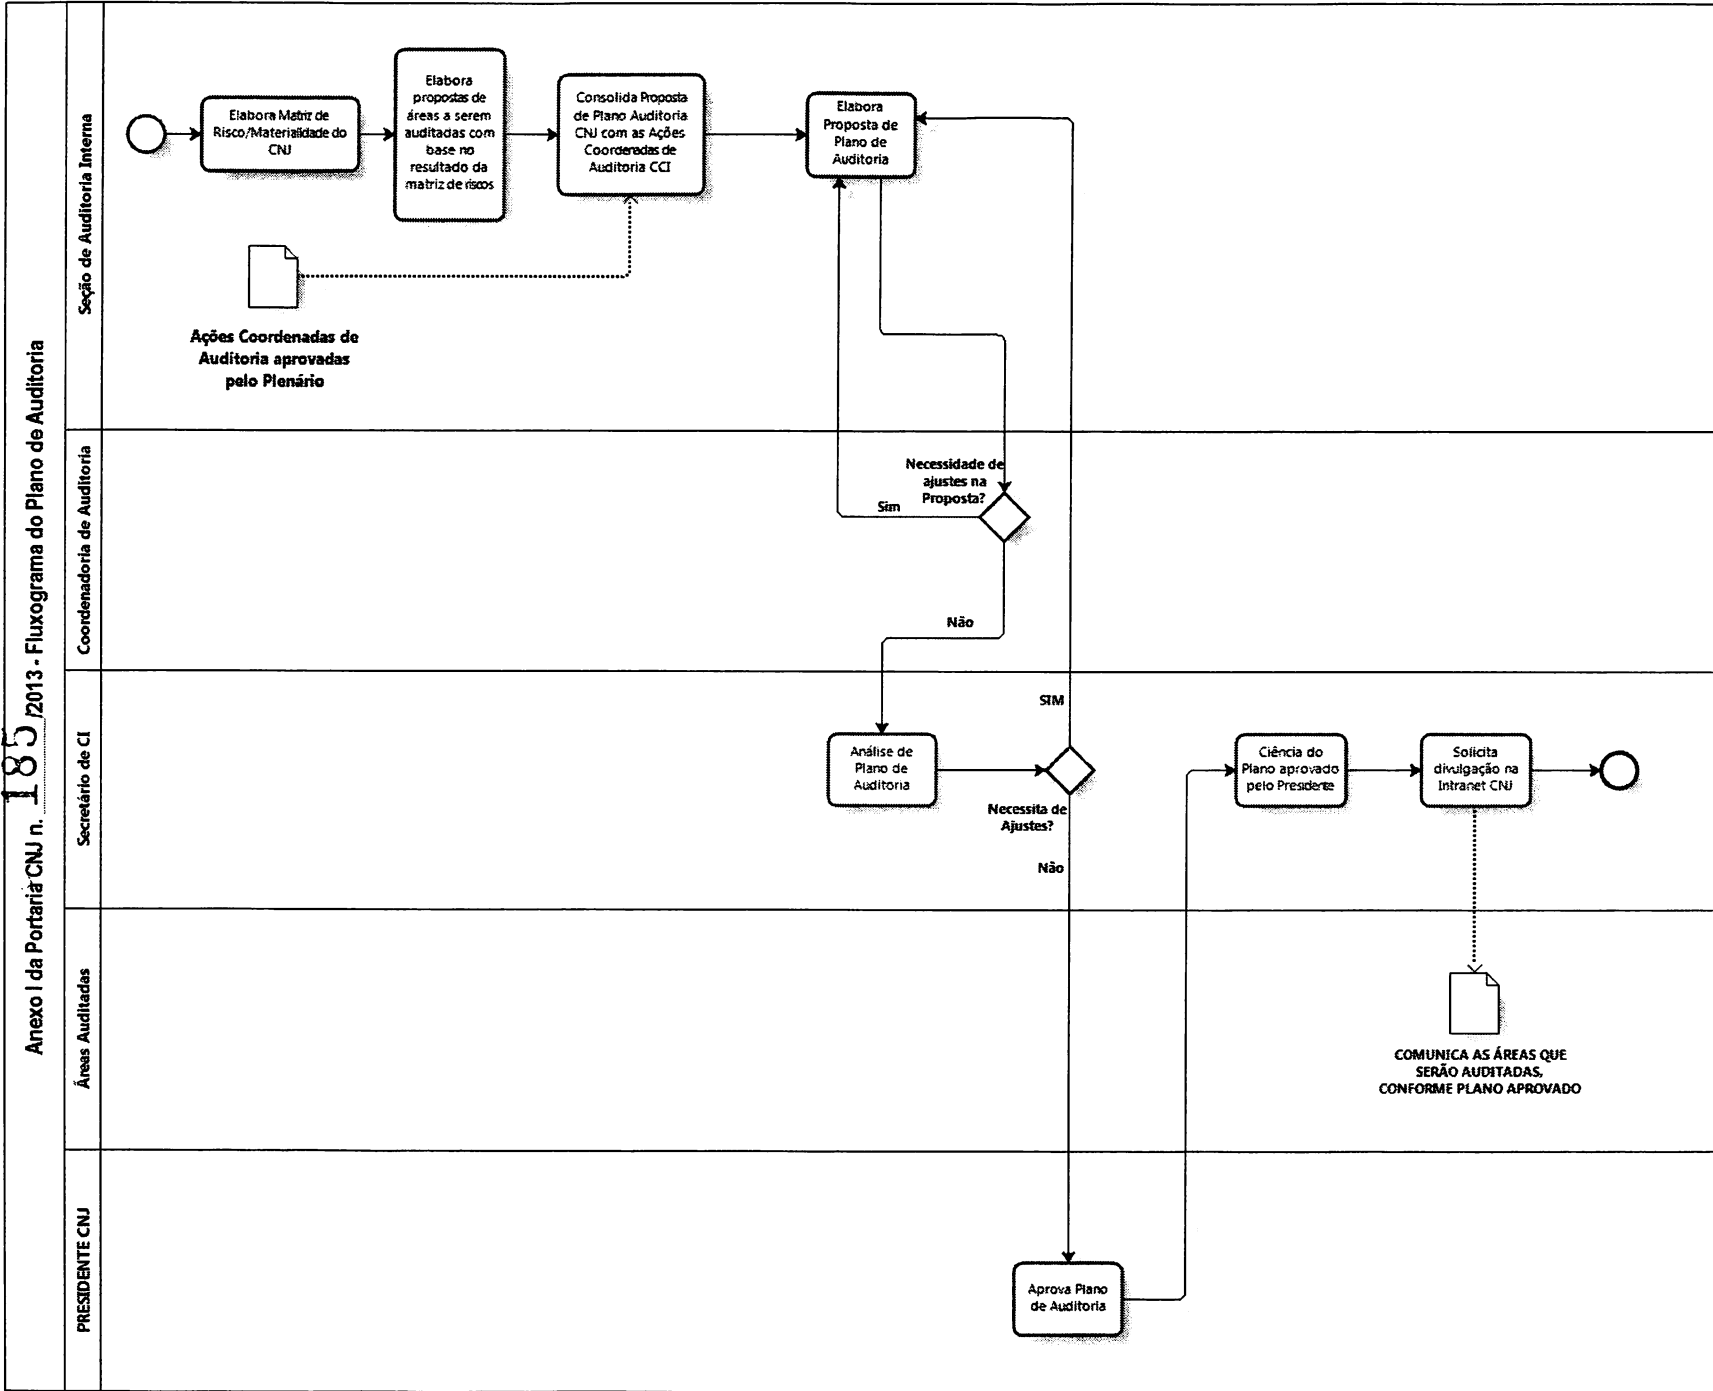 Anexo I da Portaria CNJ n. 185 /2013 - Fluxograma do Plano de Auditoria
Seção de Auditoria Interna
Elabora Matriz de
Risco/Materialidade do
CNJ
Elabora
propostas de
áreas a serem
auditadas com
base no
resultado da
matriz de riscos
Consolida Proposta
de Plano Auditoria
CNJ com as Ações
Coordenadas de
Auditoria CCI
Elabora
Proposta de
Plano de
Auditoria
Ações Coordenadas de
Auditoria aprovadas
pelo Plenário
Coordenadoria de Auditoria
Necessidade de
ajustes na
Proposta?
Sim
Não
Secretário de CI
SIM
Análise de
Plano de
Auditoria
Necessita de
Ajustes?
Não
Ciência do
Plano aprovado
pelo Presidente
Solicita
divulgação na
Intranet CNJ
Áreas Auditadas
COMUNICA AS ÁREAS QUE
SERÃO AUDITADAS,
CONFORME PLANO APROVADO
PRESIDENTE CNJ
Aprova Plano
de Auditoria